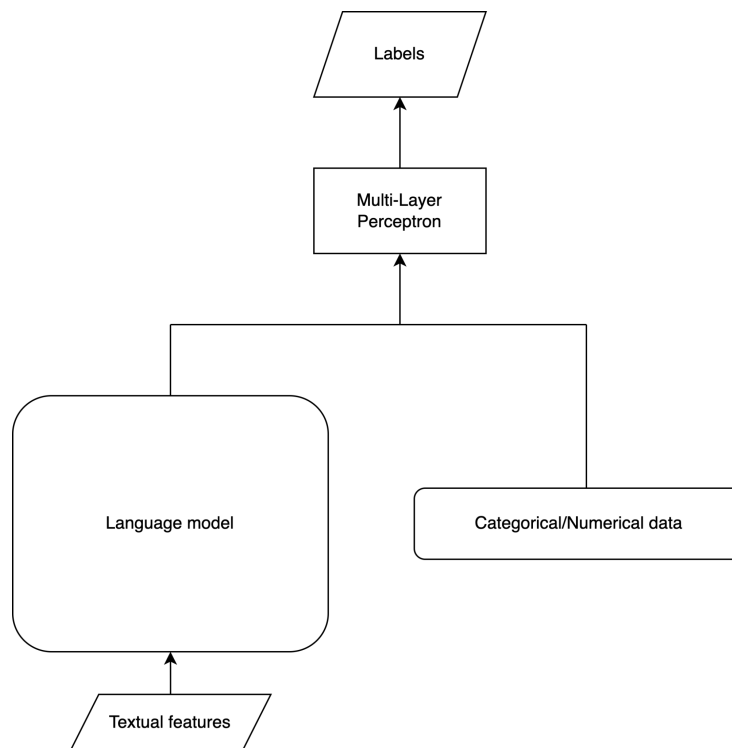 Labels
Multi-Layer
Perceptron
Language model
Categorical/Numerical data
Textual features